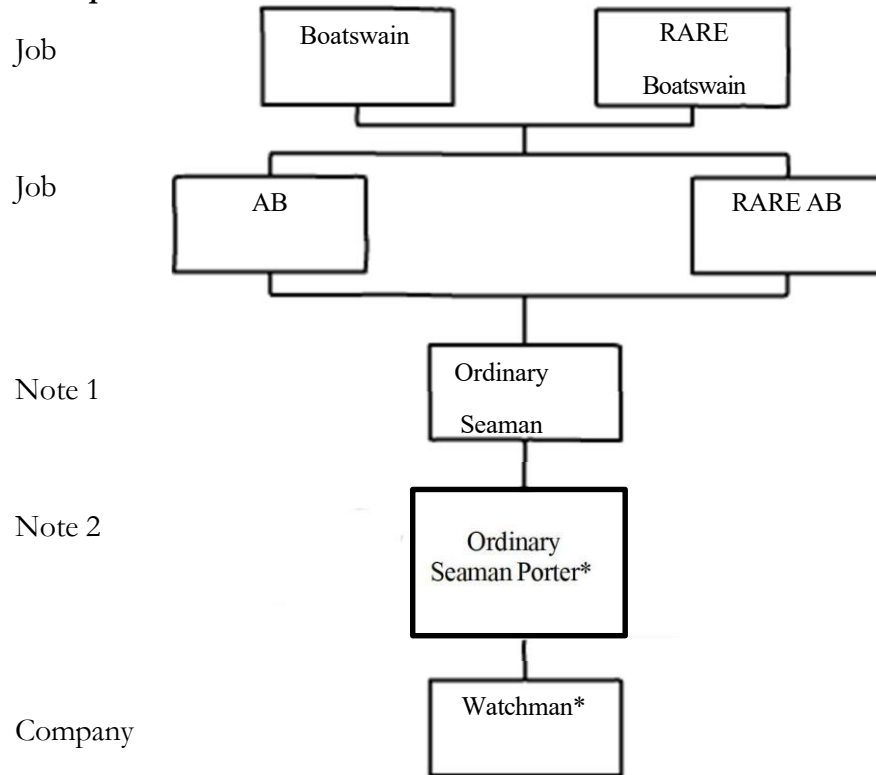 Job
Boatswain
RARE
Boatswain
Job
AB
RARE AB
Note 1
Ordinary
Seaman
Note 2
Ordinary
Seaman Porter*
Company
Watchman*